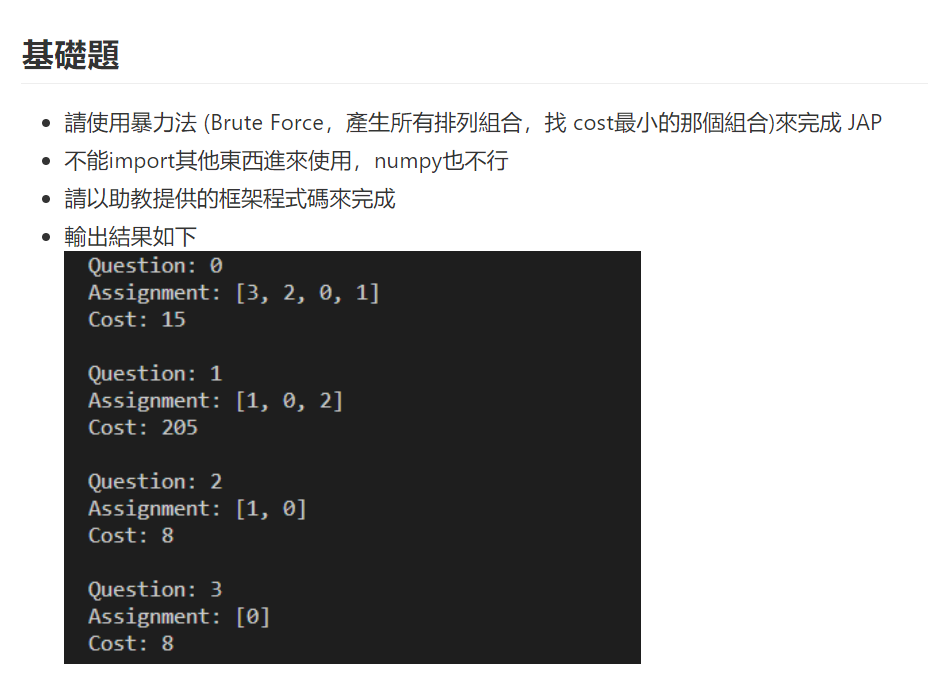 基礎題
請使用暴力法 (Brute Force，產生所有排列組合，找 cost最小的那個組合)來完成 JAP
不能import其他東西進來使用，numpy也不行
請以助教提供的框架程式碼來完成
輸出結果如下
Question: 0
Assignment: [3, 2, 0, 1]
Cost: 15
Question: 1
Assignment: [1, 0, 2]
Cost: 205
Question: 2
Assignment: [1, 0]
Cost: 8
Question: 3
Assignment: [0]
Cost: 8